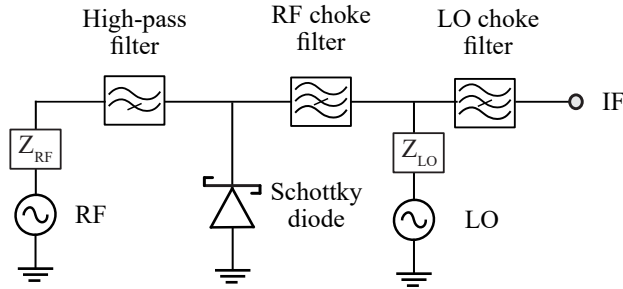 High-pass
filter
RF choke
filter
LO choke
filter
IF
Z_RF
Z_LO
RF
Schottky
diode
LO